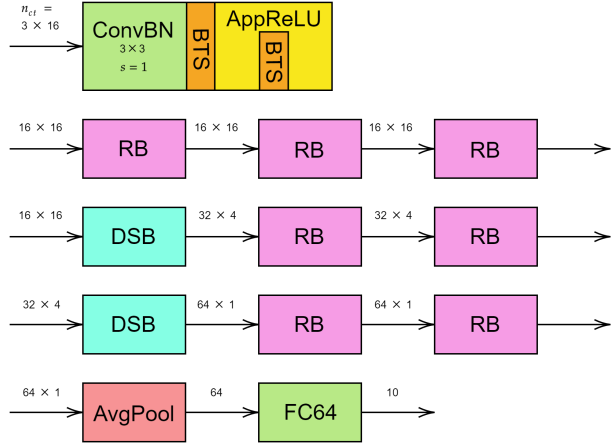 n_ct =
3 × 16
ConvBN
3×3
s = 1
BTS
AppReLU
BTS
16 × 16
RB
16 × 16
RB
16 × 16
RB
16 × 16
DSB
32 × 4
RB
32 × 4
RB
32 × 4
DSB
64 × 1
RB
64 × 1
RB
64 × 1
AvgPool
64
FC64
10